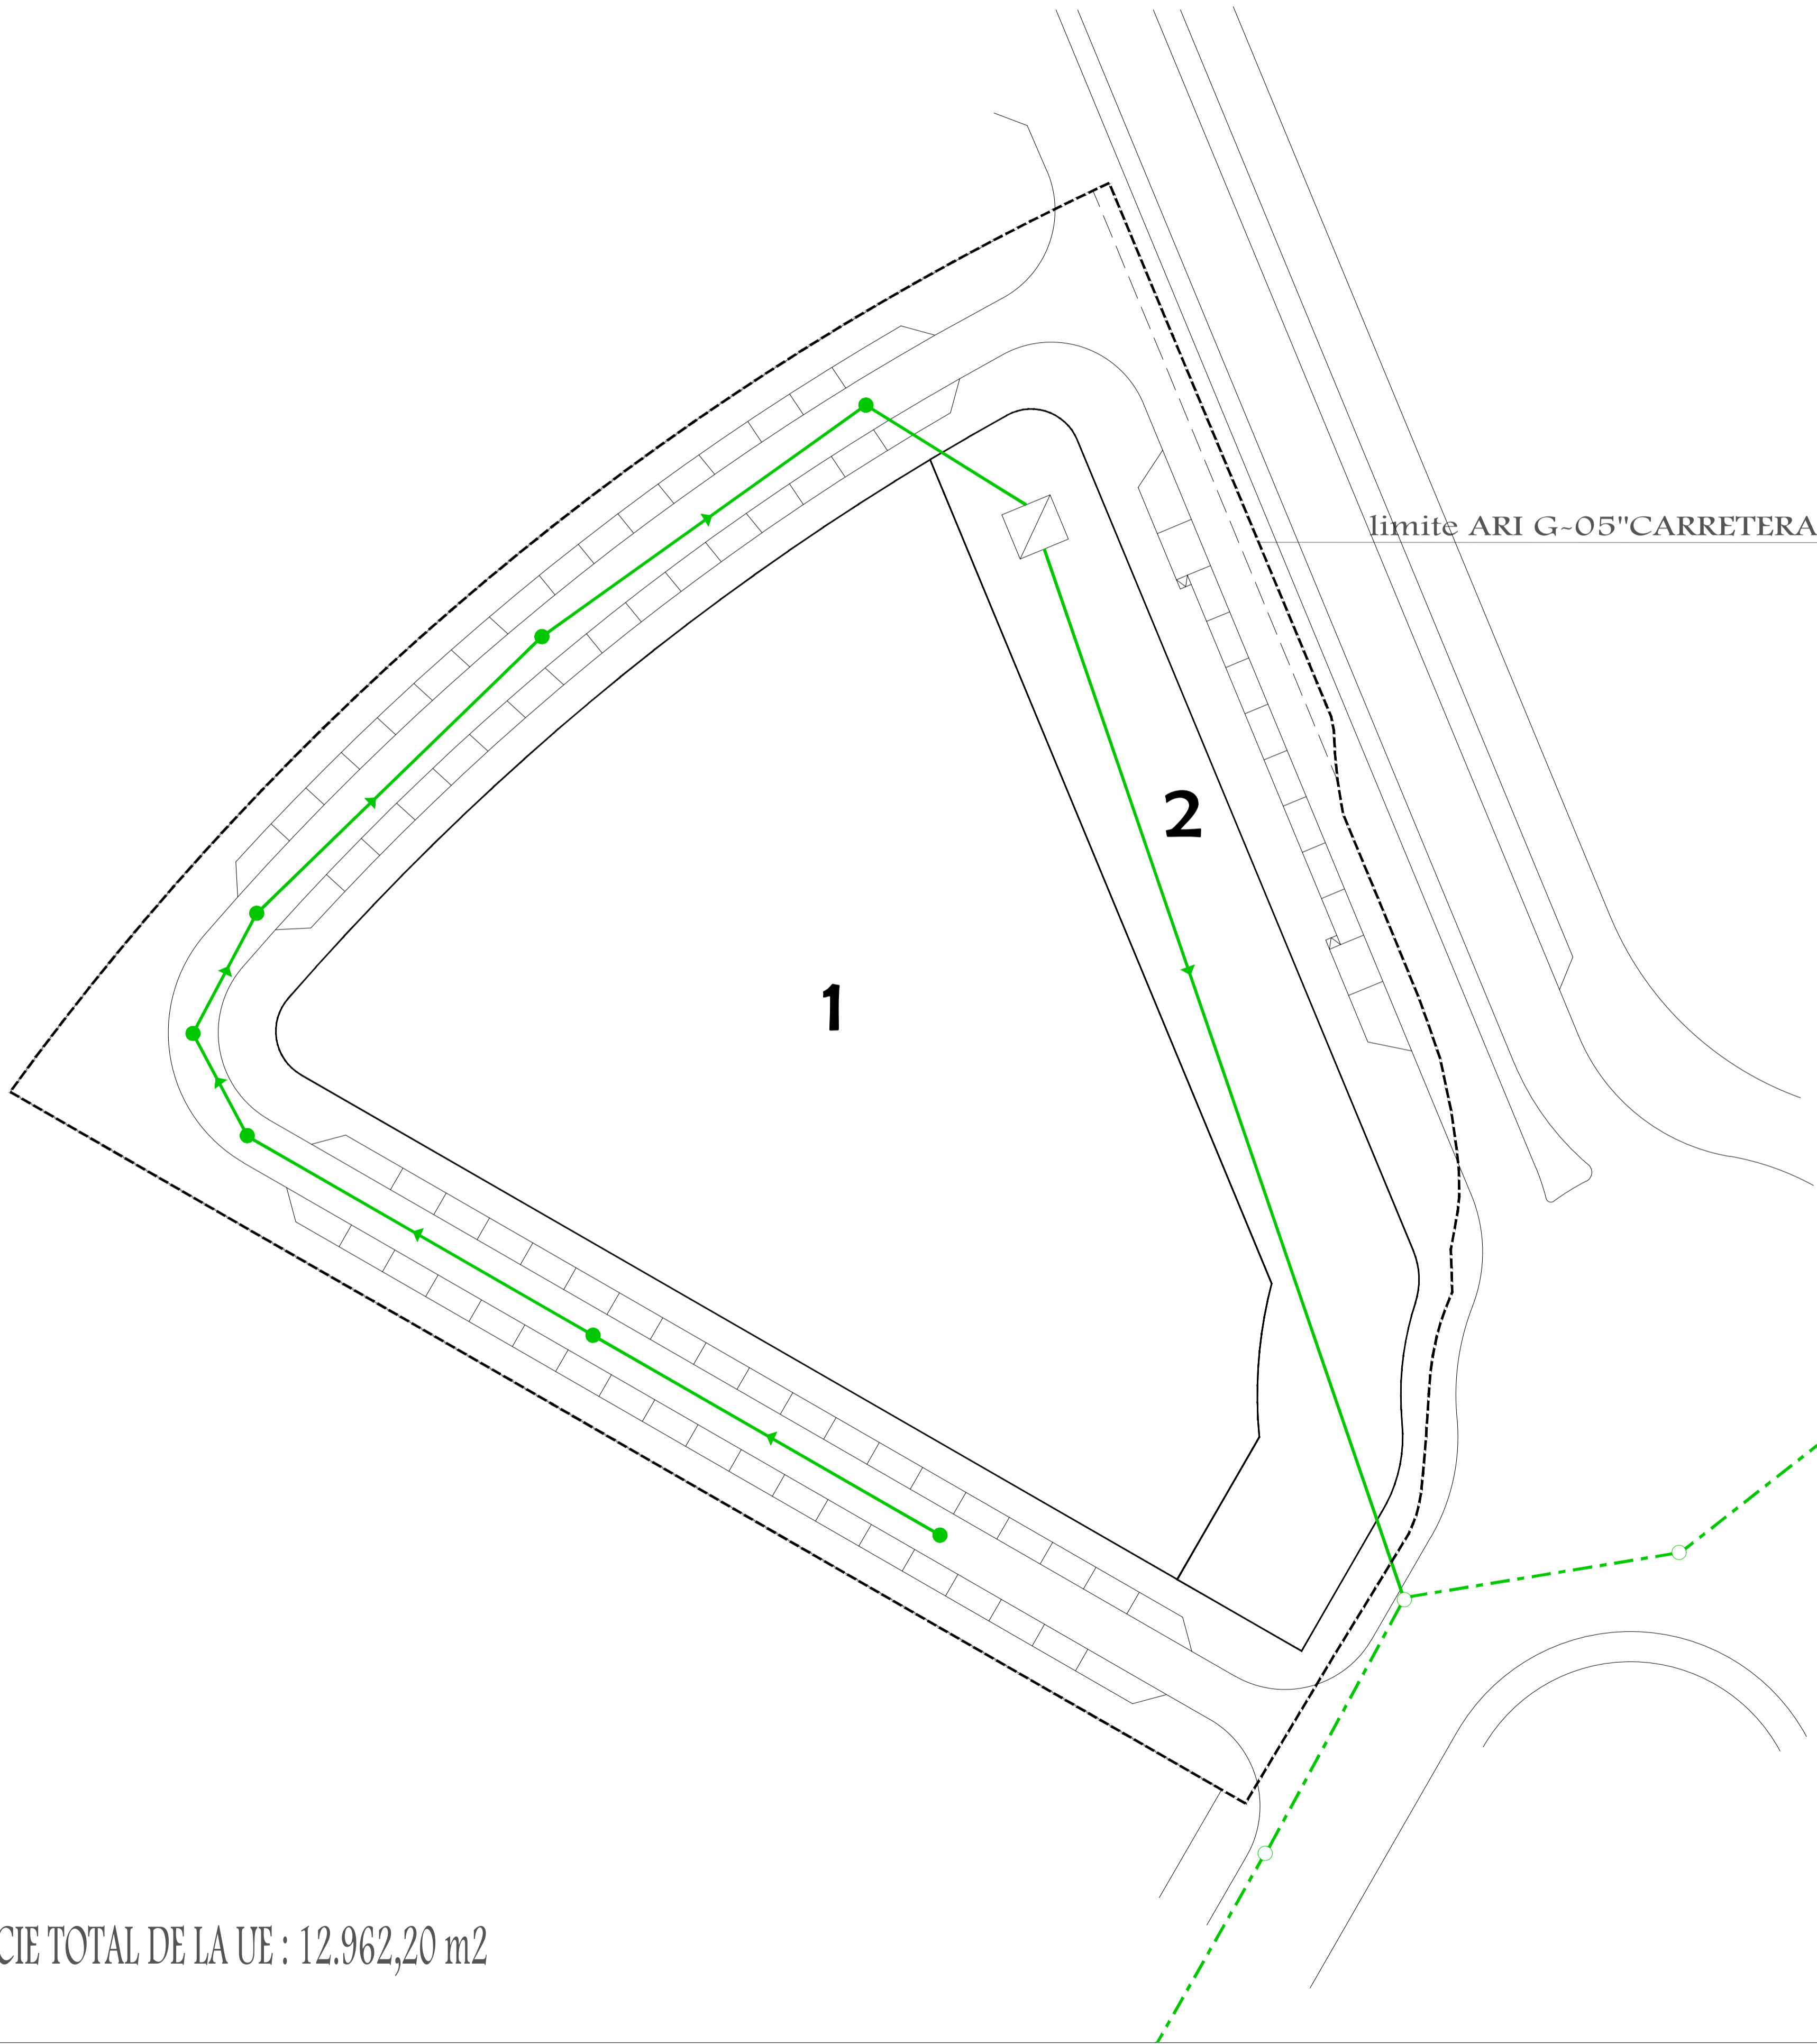 limite ARI G-05"CARRETERA
2
1
CIE TOTAL DE LA UE : 12.962,20 m2